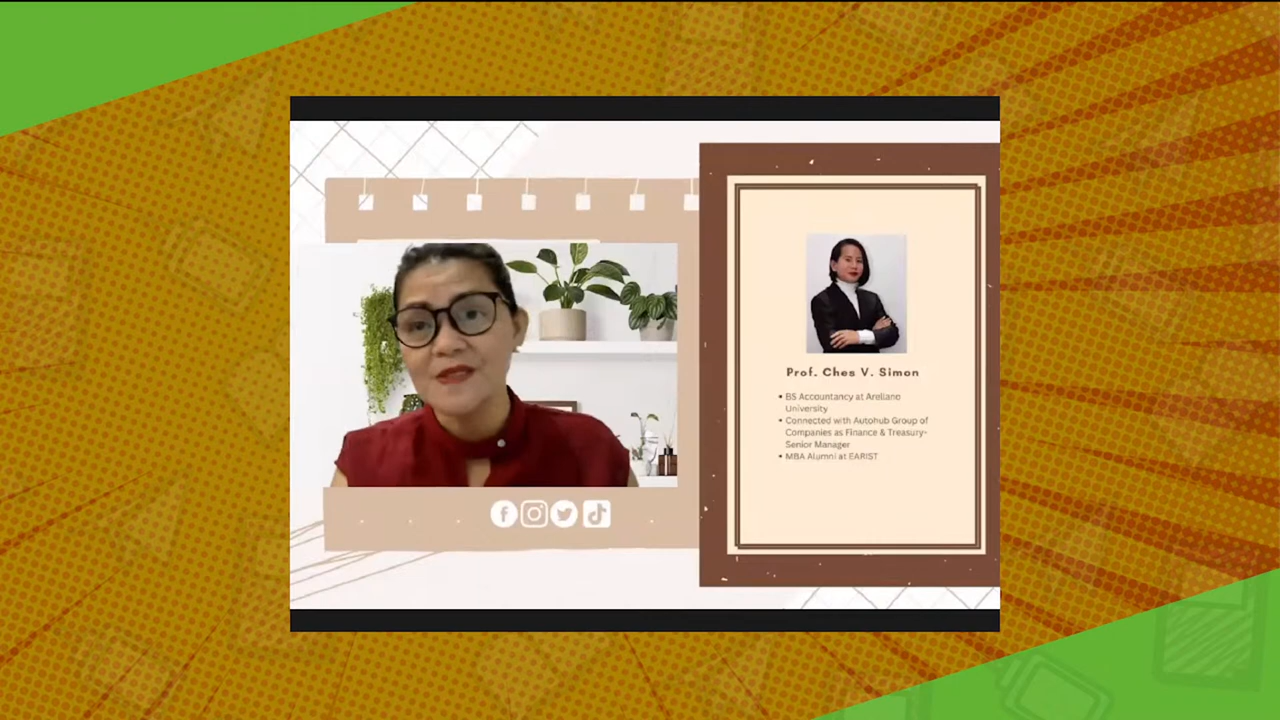 Prof. Ches V. Simon
• BS Accountancy at Arellano
University
• Connected with Autohub Group of
Companies as Finance & Treasury-
Senior Manager
• MBA Alumni at EARIST